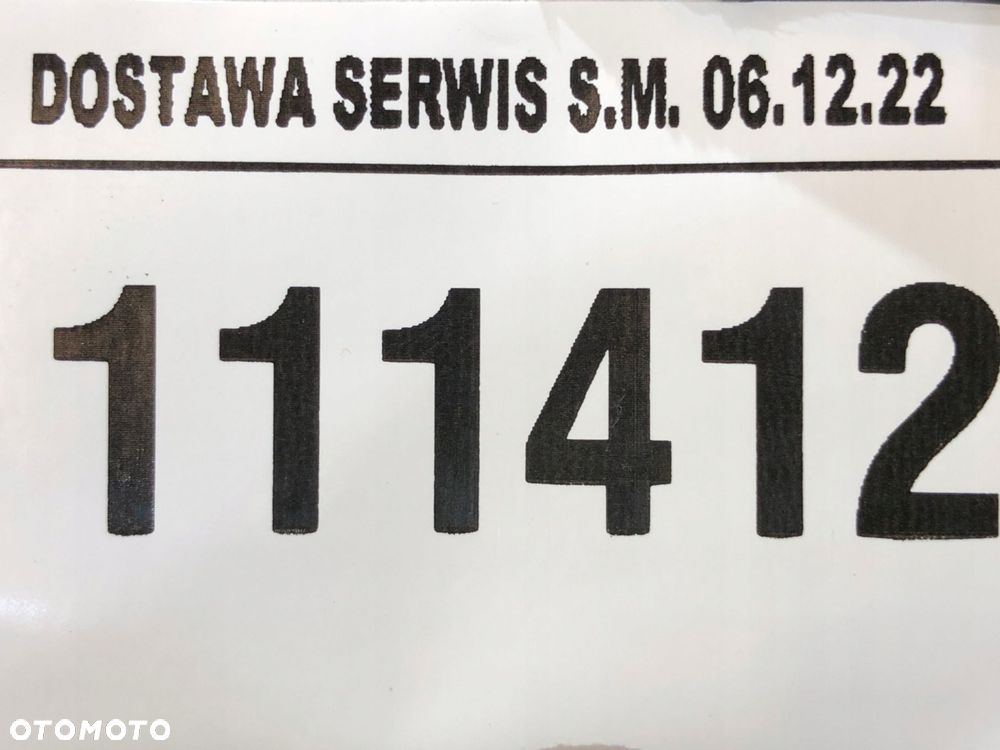 DOSTAWA SERWIS S.M. 06.12.22
111412
OTOMOTO